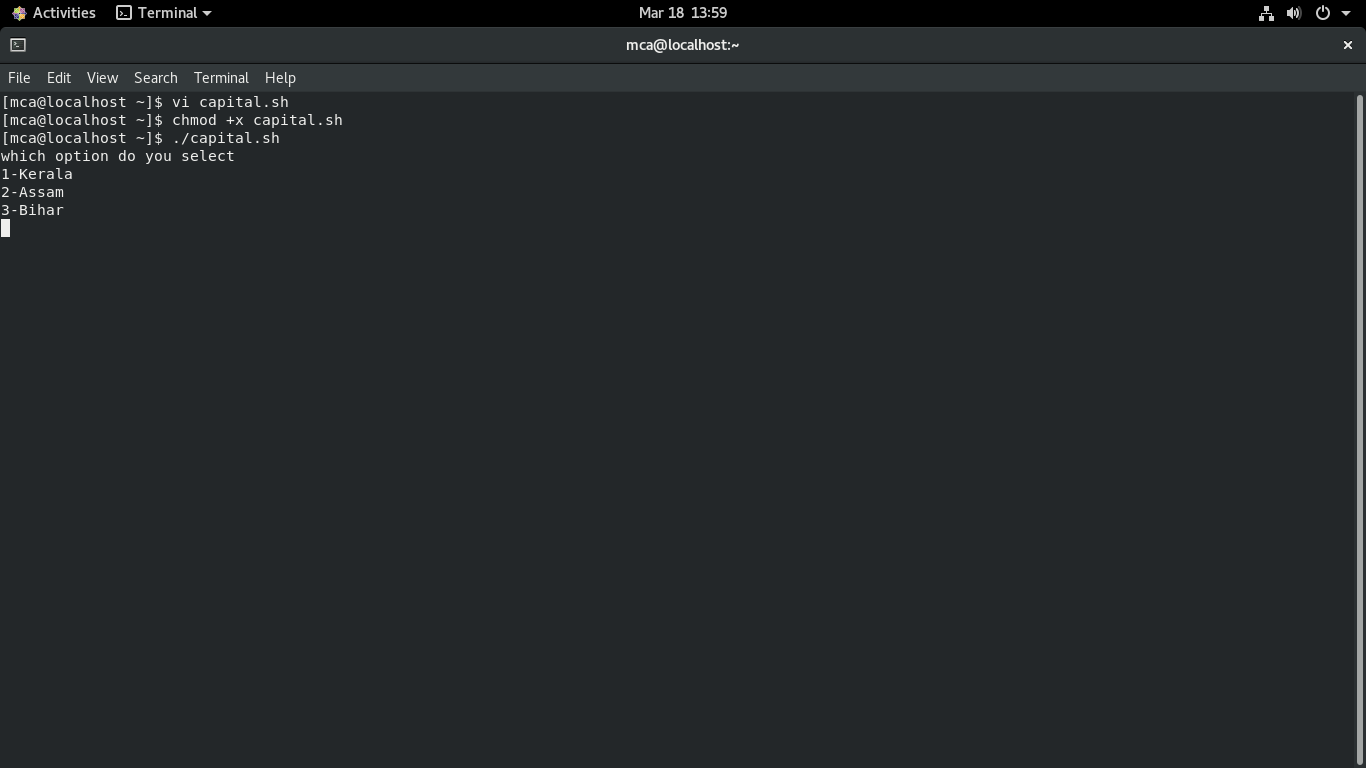 Activities Terminal Mar 18 13:59
mca@localhost:~
File Edit View Search Terminal Help
[mca@localhost ~]$ vi capital.sh
[mca@localhost ~]$ chmod +x capital.sh
[mca@localhost ~]$ ./capital.sh
which option do you select
1-Kerala
2-Assam
3-Bihar